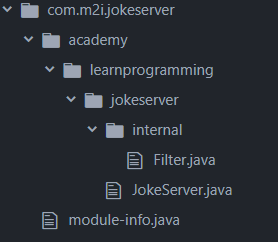 com.m2i.jokeserver
academy
learnprogramming
jokeserver
internal
Filter.java
JokeServer.java
module-info.java